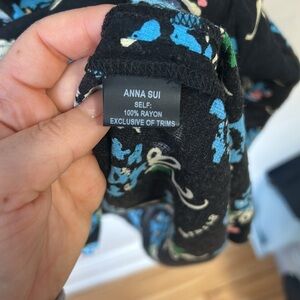 ANNA SUI
SELF:
100% RAYON
EXCLUSIVE OF TRIMS